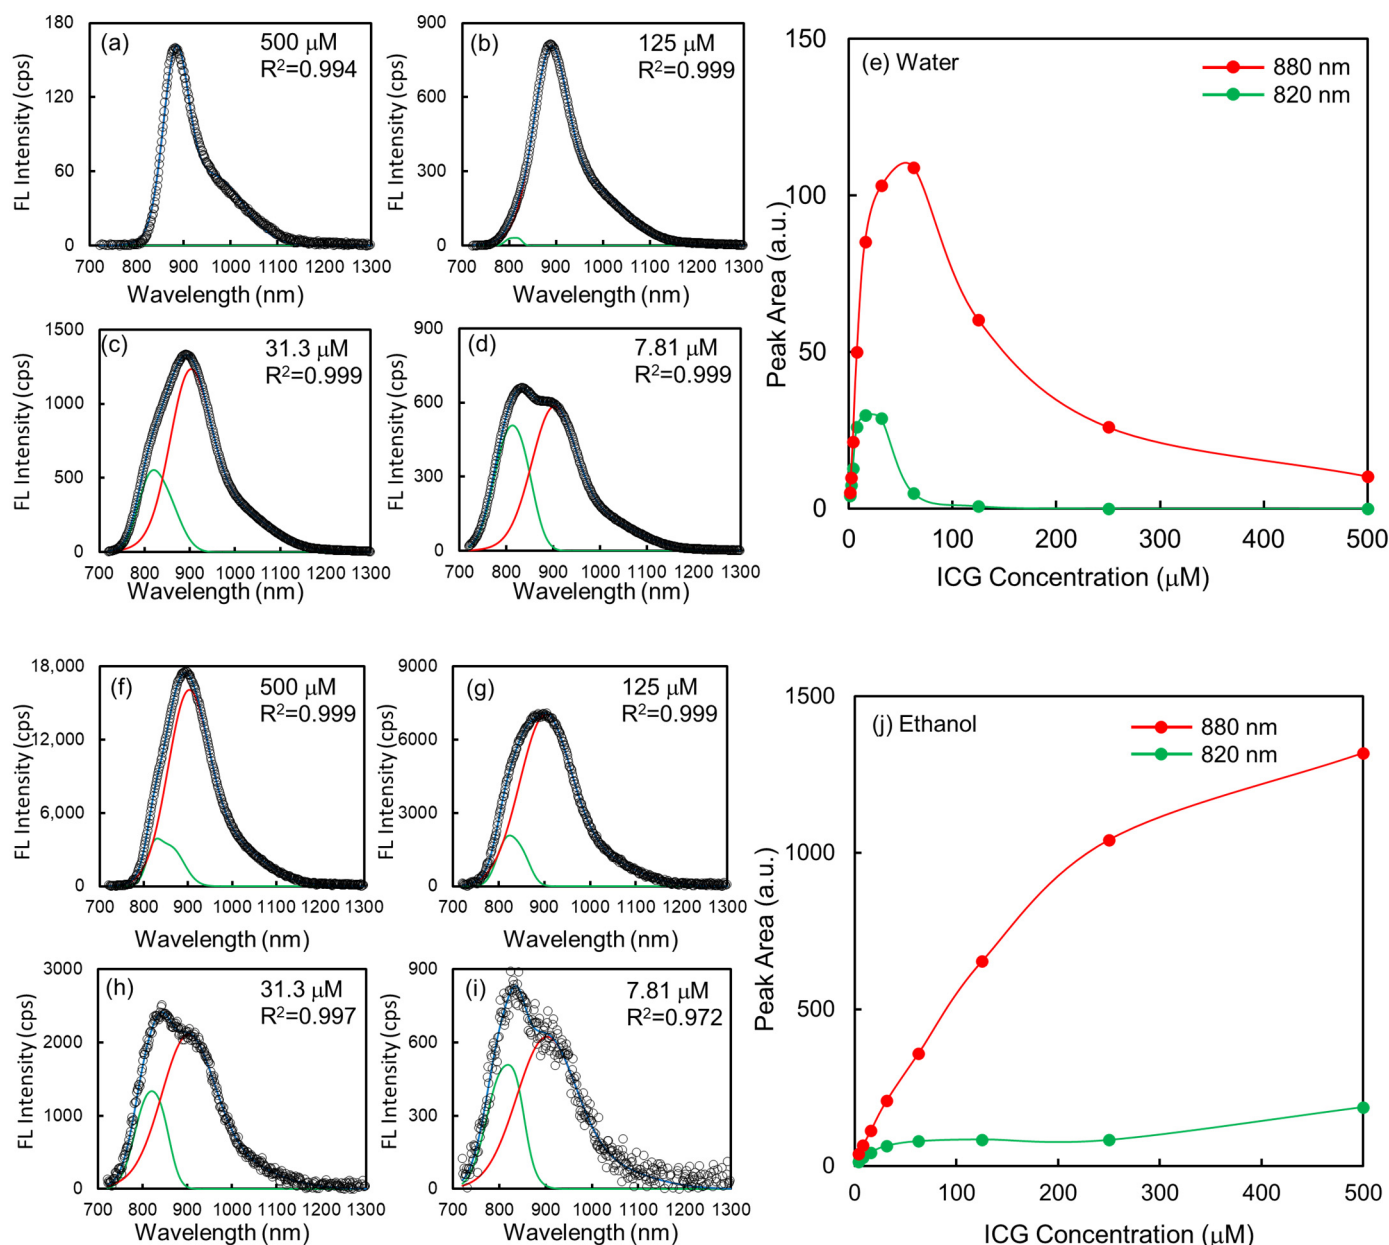 (a)
500 μM
R²=0.994
FL Intensity (cps)
180
120
60
0
700 800 900 1000 1100 1200 1300
Wavelength (nm)
(b)
125 μM
R²=0.999
FL Intensity (cps)
900
600
300
0
700 800 900 1000 1100 1200 1300
Wavelength (nm)
(c)
31.3 μM
R²=0.999
FL Intensity (cps)
1500
1000
500
0
700 800 900 1000 1100 1200 1300
Wavelength (nm)
(d)
7.81 μM
R²=0.999
FL Intensity (cps)
900
600
300
0
700 800 900 1000 1100 1200 1300
Wavelength (nm)
(e) Water
880 nm
820 nm
Peak Area (a.u.)
150
100
50
0
0 100 200 300 400 500
ICG Concentration (μM)
(f)
500 μM
R²=0.999
FL Intensity (cps)
18,000
12,000
6,000
0
700 800 900 1000 1100 1200 1300
Wavelength (nm)
(g)
125 μM
R²=0.999
FL Intensity (cps)
9000
6000
3000
0
700 800 900 1000 1100 1200 1300
Wavelength (nm)
(h)
31.3 μM
R²=0.997
FL Intensity (cps)
3000
2000
1000
0
700 800 900 1000 1100 1200 1300
Wavelength (nm)
(i)
7.81 μM
R²=0.972
FL Intensity (cps)
900
600
300
0
700 800 900 1000 1100 1200 1300
Wavelength (nm)
(j) Ethanol
880 nm
820 nm
Peak Area (a.u.)
1500
1000
500
0
0 100 200 300 400 500
ICG Concentration (μM)